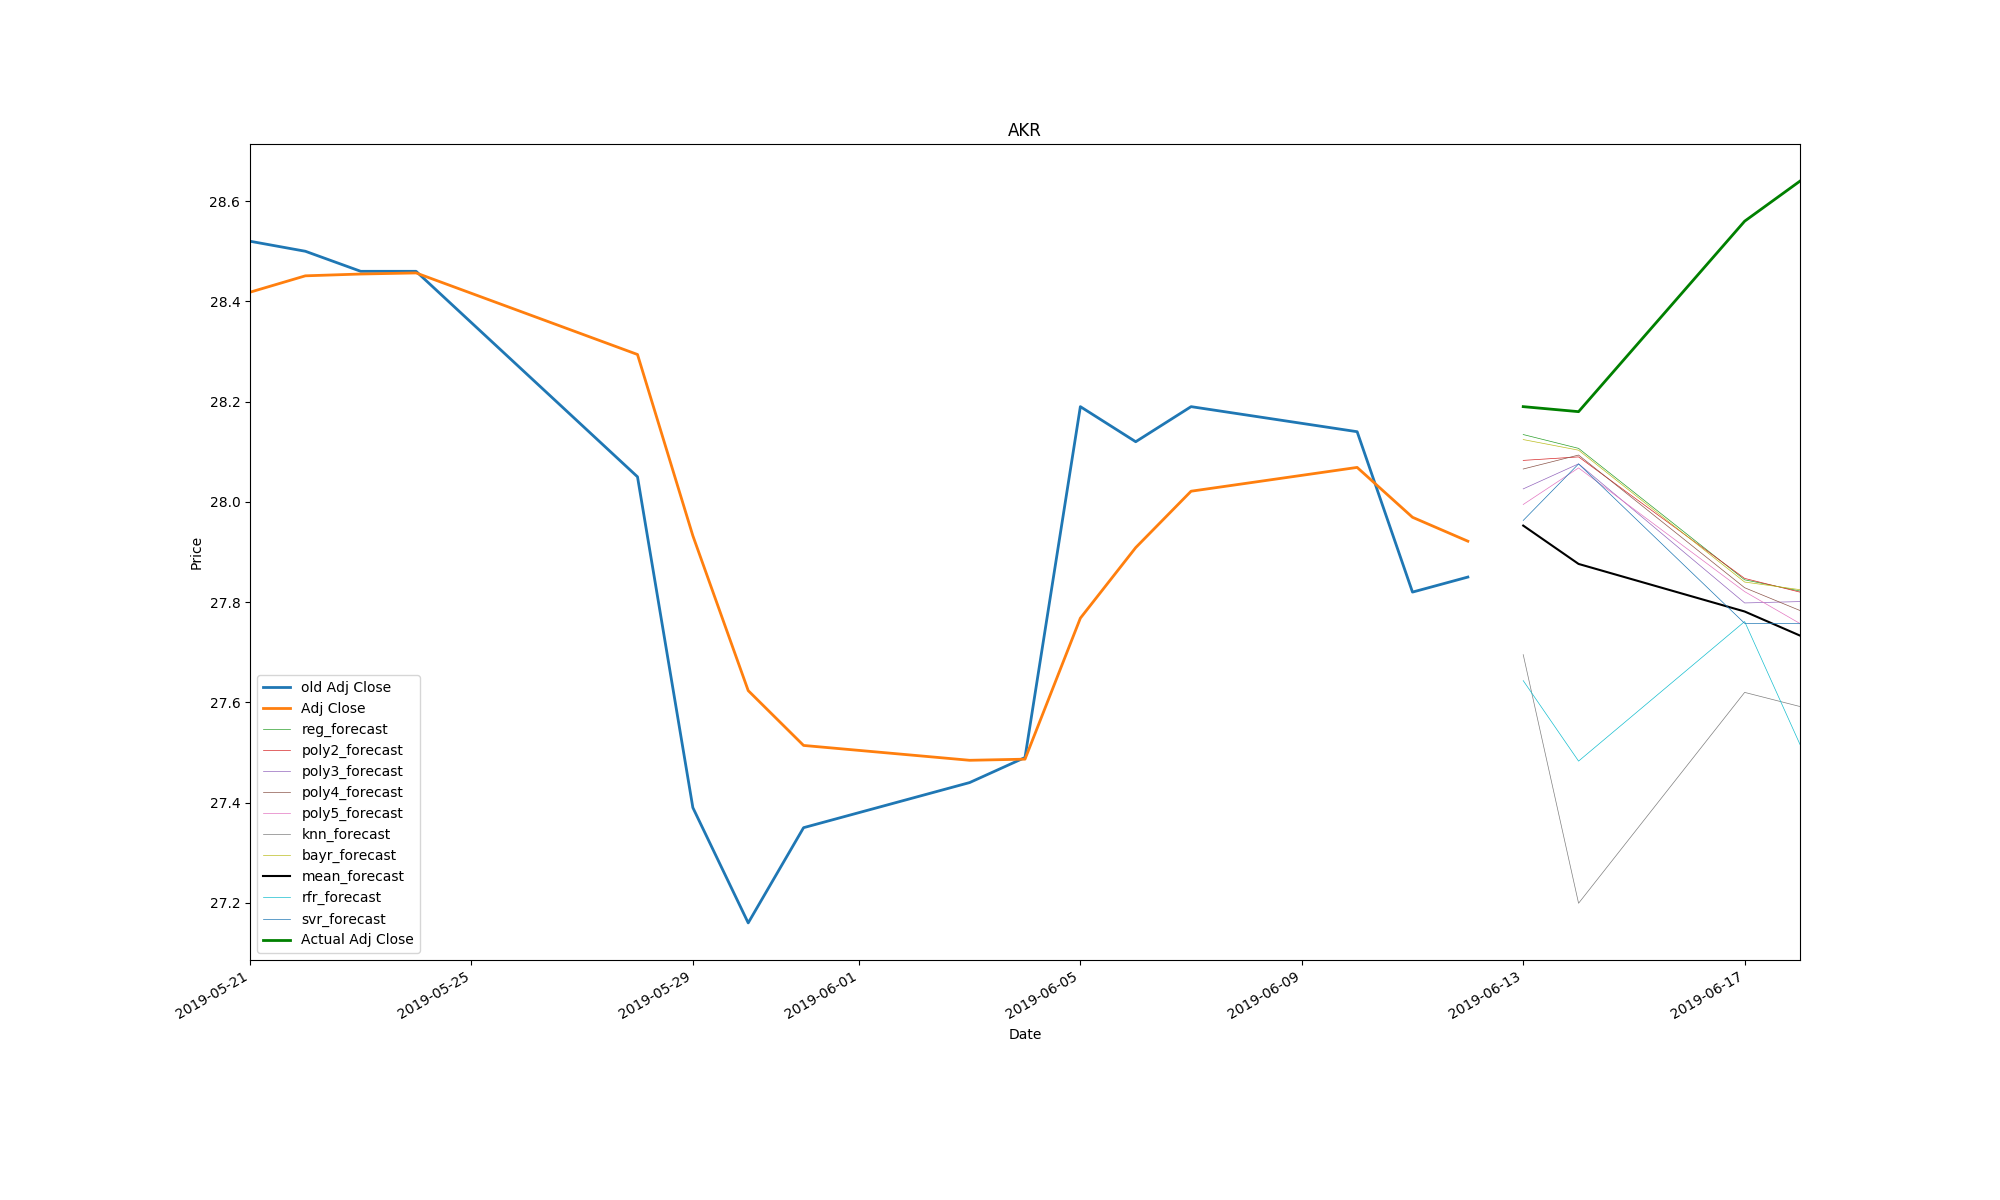 AKR
28.6
28.4
28.2
28.0
27.8
27.6
27.4
27.2
Price
old Adj Close
Adj Close
reg_forecast
poly2_forecast
poly3_forecast
poly4_forecast
poly5_forecast
knn_forecast
bayr_forecast
mean_forecast
rfr_forecast
svr_forecast
Actual Adj Close
2019-05-21
2019-05-25
2019-05-29
2019-06-01
2019-06-05
2019-06-09
2019-06-13
2019-06-17
Date